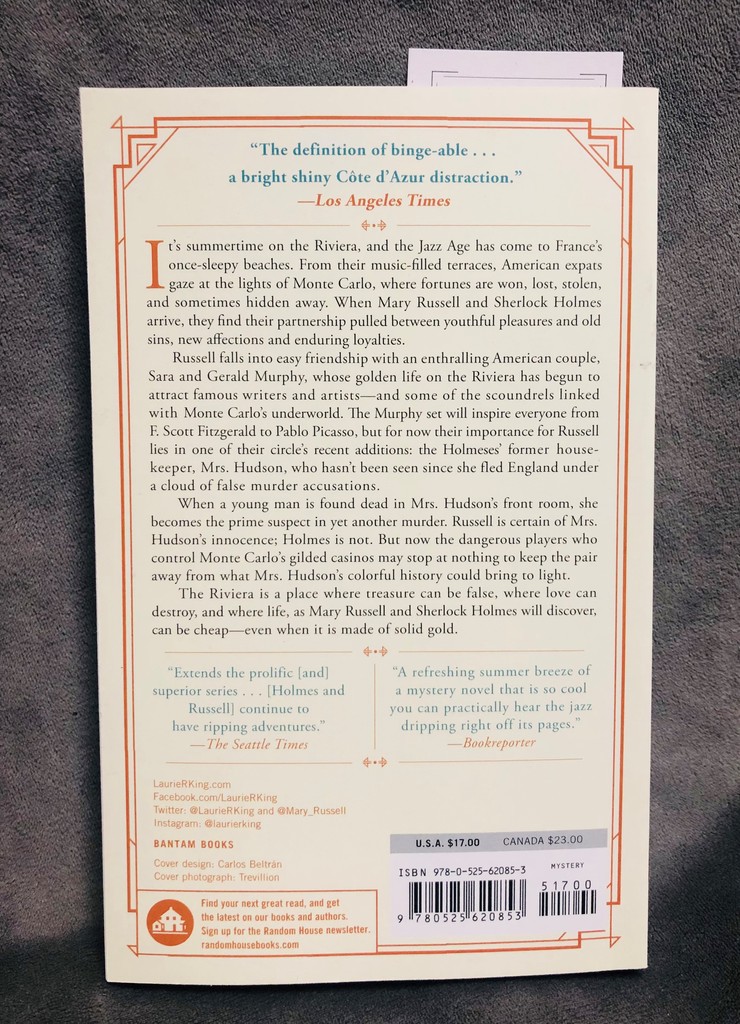 “The definition of binge-able . . .
a bright shiny Côte d’Azur distraction.”
—Los Angeles Times
It’s summertime on the Riviera, and the Jazz Age has come to France’s
once-sleepy beaches. From their music-filled terraces, American expats
gaze at the lights of Monte Carlo, where fortunes are won, lost, stolen,
and sometimes hidden away. When Mary Russell and Sherlock Holmes
arrive, they find their partnership pulled between youthful pleasures and old
sins, new affections and enduring loyalties.
Russell falls into easy friendship with an enthralling American couple,
Sara and Gerald Murphy, whose golden life on the Riviera has begun to
attract famous writers and artists—and some of the scoundrels linked
with Monte Carlo’s underworld. The Murphy set will inspire everyone from
F. Scott Fitzgerald to Pablo Picasso, but for now their importance for Russell
lies in one of their circle’s recent additions: the Holmeses’ former house-
keeper, Mrs. Hudson, who hasn’t been seen since she fled England under
a cloud of false murder accusations.
When a young man is found dead in Mrs. Hudson’s front room, she
becomes the prime suspect in yet another murder. Russell is certain of Mrs.
Hudson’s innocence; Holmes is not. But now the dangerous players who
control Monte Carlo’s gilded casinos may stop at nothing to keep the pair
away from what Mrs. Hudson’s colorful history could bring to light.
The Riviera is a place where treasure can be false, where love can
destroy, and where life, as Mary Russell and Sherlock Holmes will discover,
can be cheap—even when it is made of solid gold.
“Extends the prolific [and]
superior series . . . [Holmes and
Russell] continue to
have ripping adventures.”
—The Seattle Times
“A refreshing summer breeze of
a mystery novel that is so cool
you can practically hear the jazz
dripping right off its pages.”
—Bookreporter
LaurieRKing.com
Facebook.com/LaurieRKing
Twitter: @LaurieRKing and @Mary_Russell
Instagram: @laurierking
BANTAM BOOKS
Cover design: Carlos Beltrán
Cover photograph: Trevillion
Find your next great read, and get
the latest on our books and authors.
Sign up for the Random House newsletter.
randomhousebooks.com
U.S.A. $17.00 CANADA $23.00
MYSTERY
ISBN 978-0-525-62085-3
51700
9 780525 620853